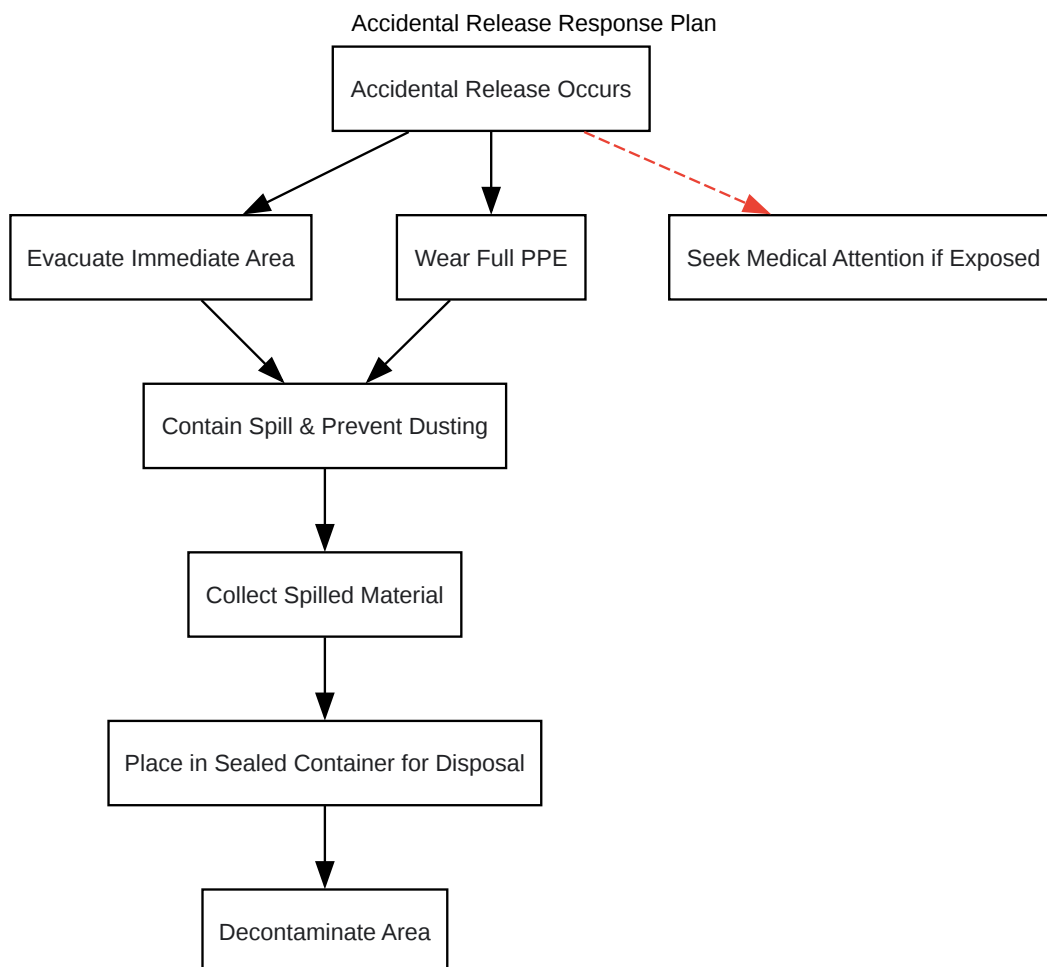 Accidental Release Response Plan
Accidental Release Occurs
Evacuate Immediate Area
Wear Full PPE
Seek Medical Attention if Exposed
Contain Spill & Prevent Dusting
Collect Spilled Material
Place in Sealed Container for Disposal
Decontaminate Area